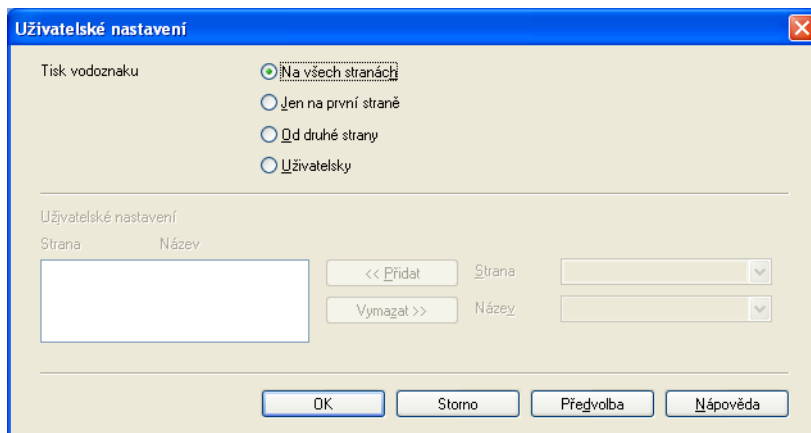 Uživatelské nastavení
Tisk vodoznaku
Na všech stranách
Jen na první straně
Od druhé strany
Uživatelsky
Uživatelské nastavení
Strana Název
<< Přidat Strana
Vymazat >> Název
OK Storno Předvolba Nápověda